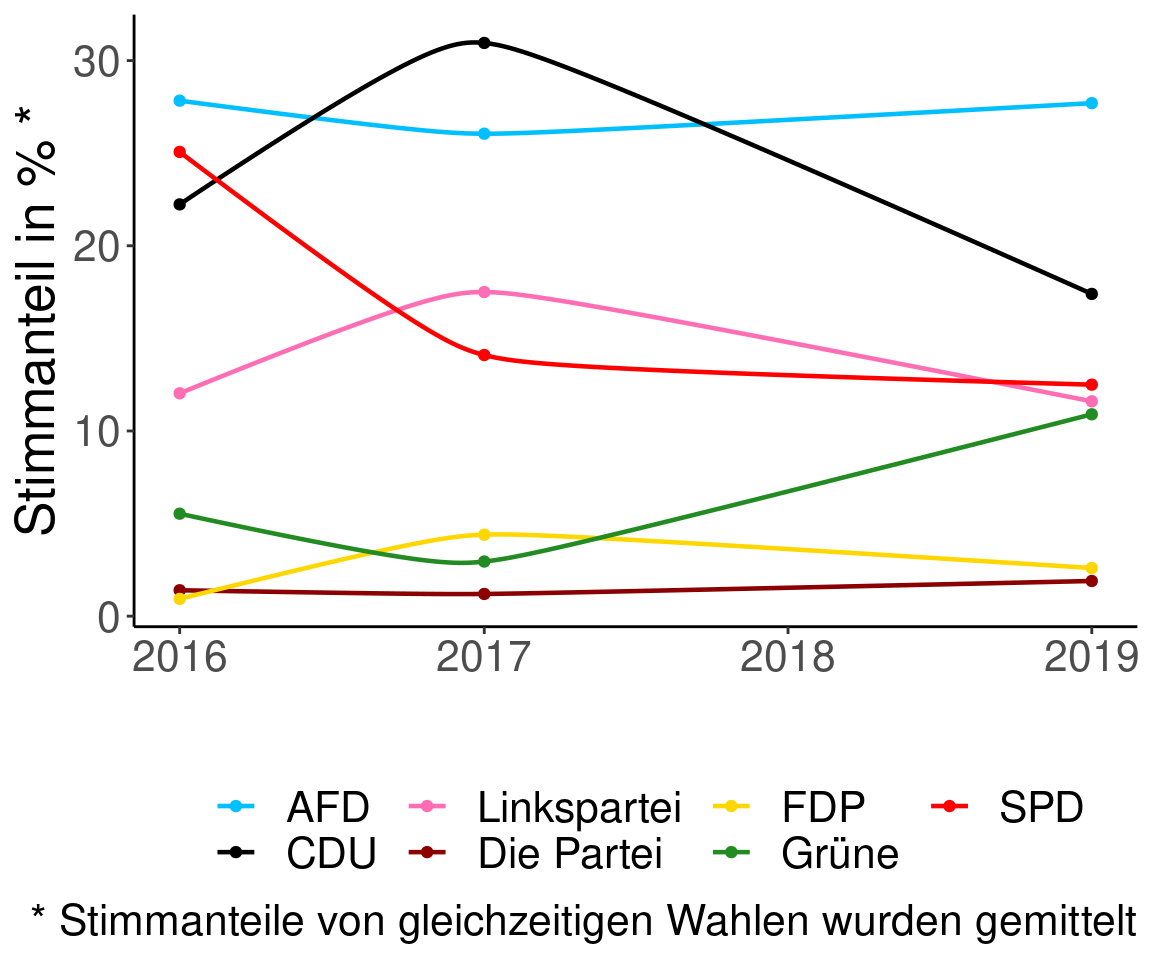 Stimmanteil in % *
30
20
10
0
2016 2017 2018 2019
AFD Linkspartei FDP SPD
CDU Die Partei Grüne
* Stimmanteile von gleichzeitigen Wahlen wurden gemittelt